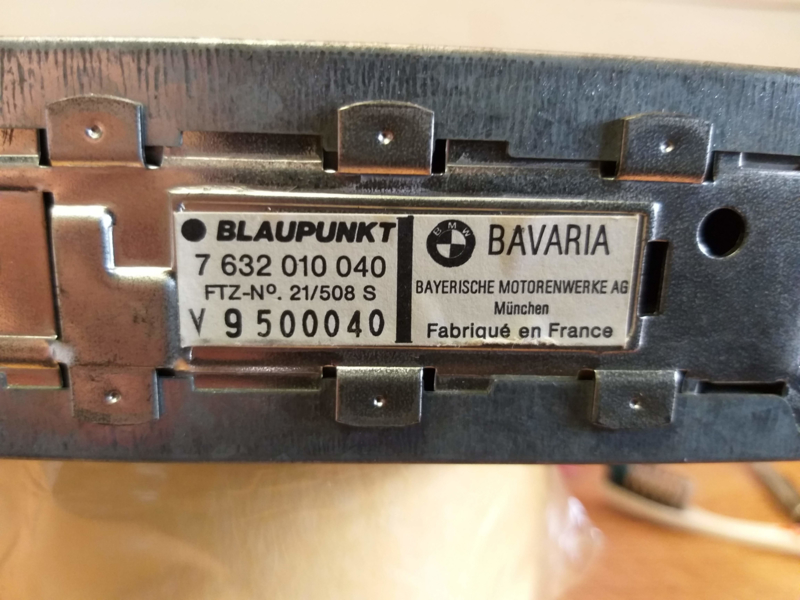 BLAUPUNKT
7 632 010 040
FTZ-Nº. 21/508 S
V 9 500040
BMW BAVARIA
BAYERISCHE MOTORENWERKE AG
München
Fabriqué en France